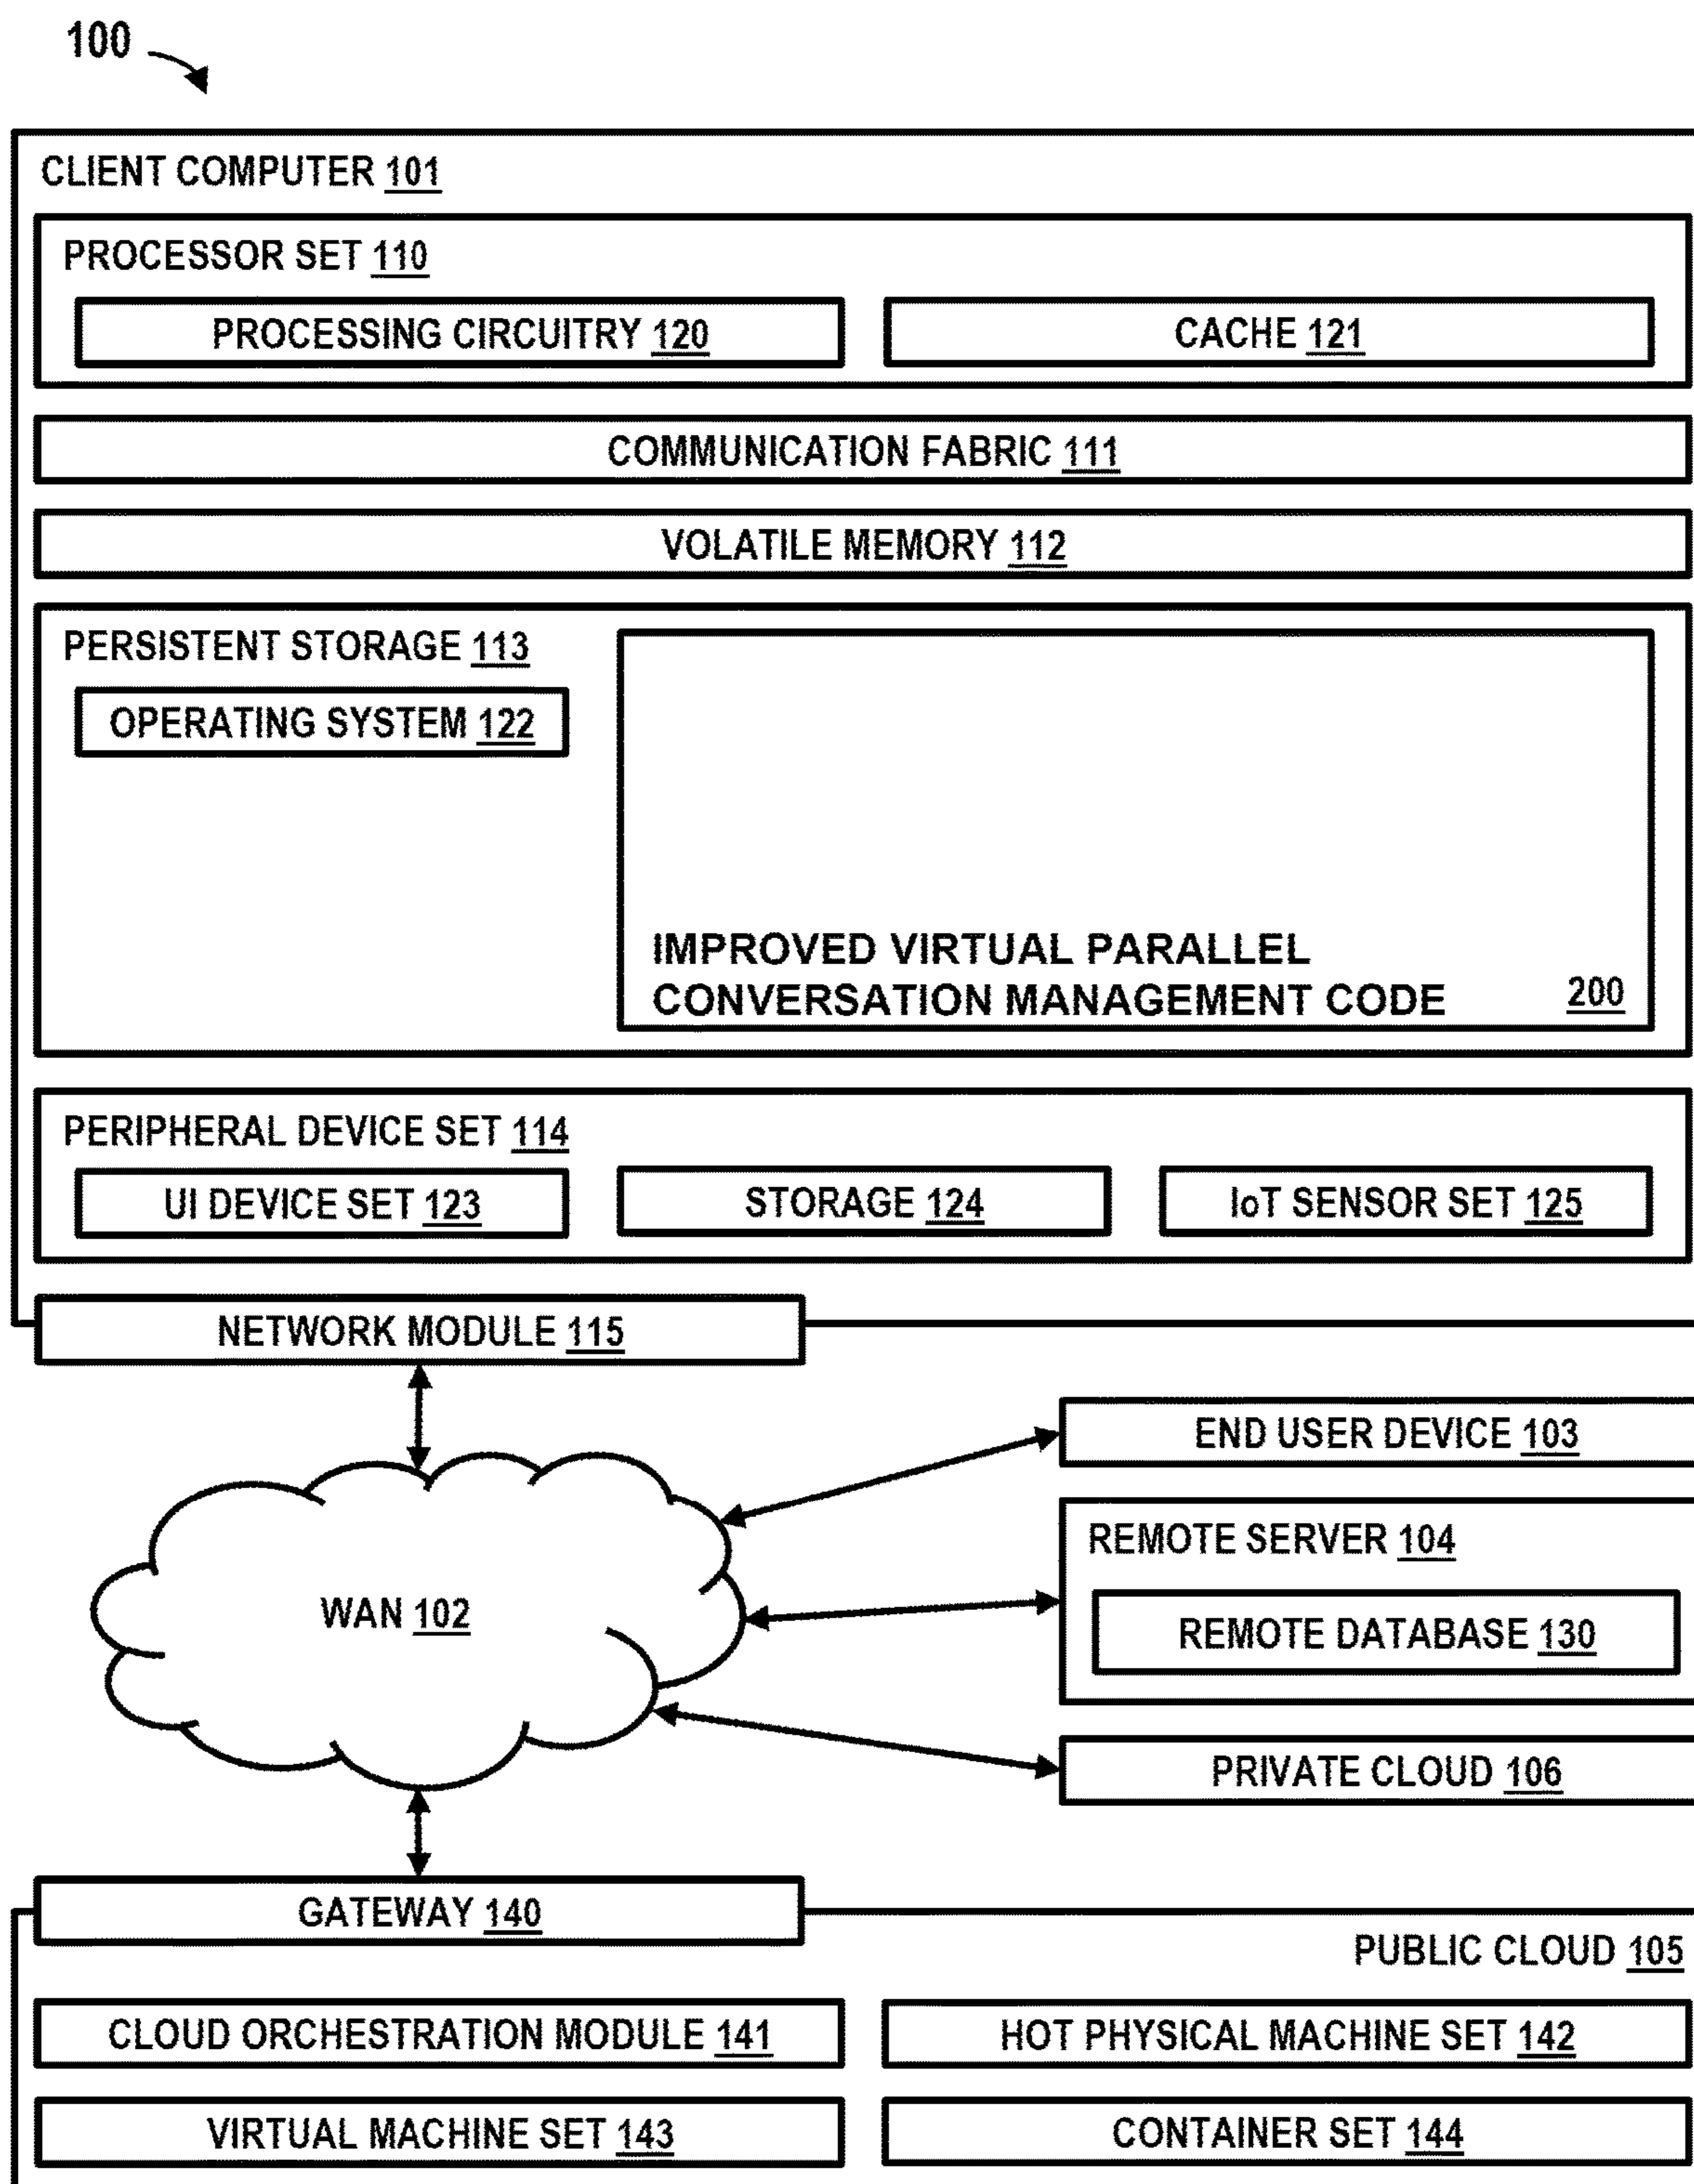 100
CLIENT COMPUTER 101
PROCESSOR SET 110
PROCESSING CIRCUITRY 120
CACHE 121
COMMUNICATION FABRIC 111
VOLATILE MEMORY 112
PERSISTENT STORAGE 113
OPERATING SYSTEM 122
IMPROVED VIRTUAL PARALLEL
CONVERSATION MANAGEMENT CODE 200
PERIPHERAL DEVICE SET 114
UI DEVICE SET 123
STORAGE 124
IoT SENSOR SET 125
NETWORK MODULE 115
END USER DEVICE 103
REMOTE SERVER 104
REMOTE DATABASE 130
WAN 102
PRIVATE CLOUD 106
GATEWAY 140
PUBLIC CLOUD 105
CLOUD ORCHESTRATION MODULE 141
HOT PHYSICAL MACHINE SET 142
VIRTUAL MACHINE SET 143
CONTAINER SET 144